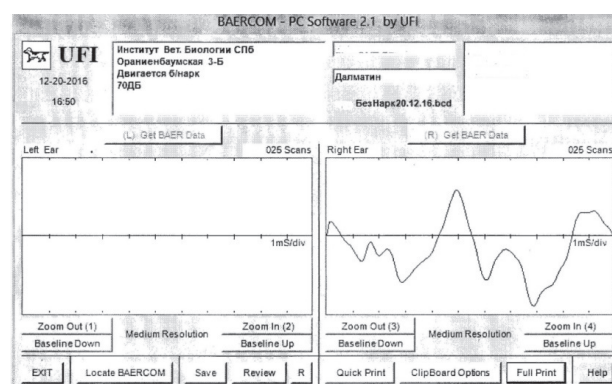 BAERCOM - PC Software 2.1 by UFI
UFI
12-20-2016
16:50
Институт Вет. Биологии СПб
Ораниенбаумская 3-Б
Двигается б/нарк
70ДБ
Далматин
БезНарк20.12.16.bcd
(L) Get BAER Data
(R) Get BAER Data
Left Ear
025 Scans
Right Ear
025 Scans
1mS/div
1mS/div
Zoom Out (1)
Baseline Down
Medium Resolution
Zoom In (2)
Baseline Up
Zoom Out (3)
Baseline Down
Medium Resolution
Zoom In (4)
Baseline Up
EXIT
Locate BAERCOM
Save
Review
R
Quick Print
ClipBoard Options
Full Print
Help